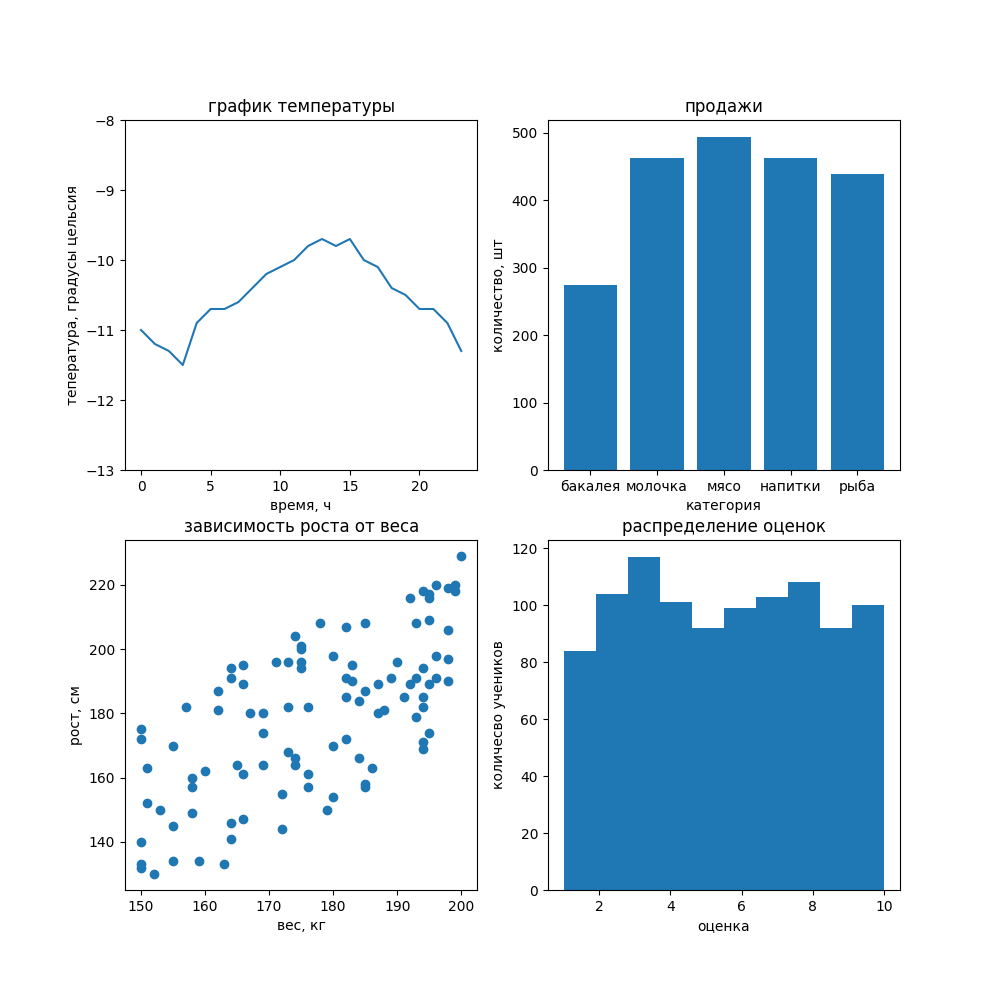 график температуры
−8
−9
−10
−11
−12
−13
тепература, градусы цельсия
0 5 10 15 20
время, ч
продажи
500
400
300
200
100
0
количество, шт
бакалея молочка мясо напитки рыба
категория
зависимость роста от веса
220
200
180
160
140
рост, см
150 160 170 180 190 200
вес, кг
распределение оценок
120
100
80
60
40
20
0
количесво учеников
2 4 6 8 10
оценка